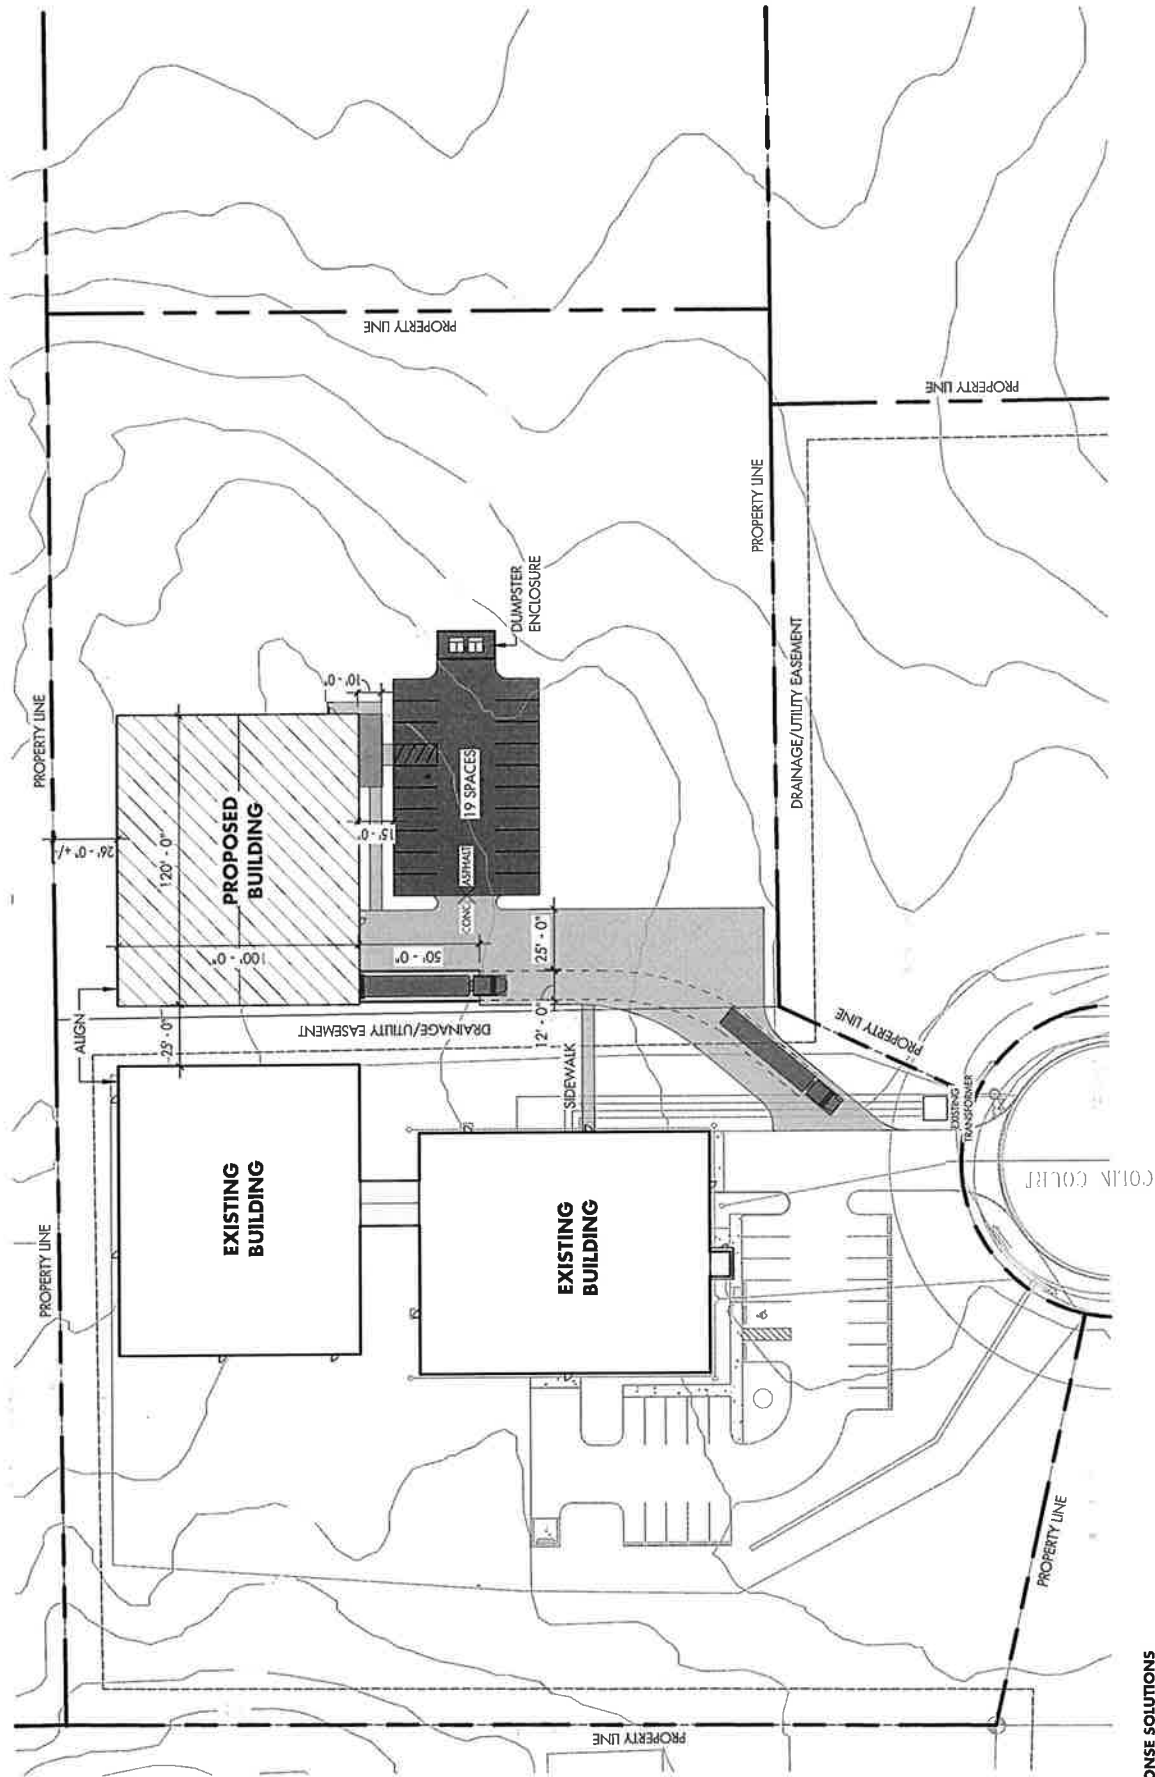 PROPERTY LINE
PROPERTY LINE
PROPERTY LINE
PROPERTY LINE
PROPERTY LINE
PROPERTY LINE
PROPERTY LINE
PROPERTY LINE
ALIGN
25' - 0"
26' - 0" +/-
120' - 0"
100' - 0"
PROPOSED
BUILDING
10' - 0"
15' - 0"
50' - 0"
25' - 0"
12' - 0"
19 SPACES
CONC
ASPHALT
DUMPSTER
ENCLOSURE
DRAINAGE/UTILITY EASEMENT
DRAINAGE/UTILITY EASEMENT
SIDEWALK
EXISTING
BUILDING
EXISTING
BUILDING
EXISTING
TRANSFORMER
COLIN COURT
ONSE SOLUTIONS